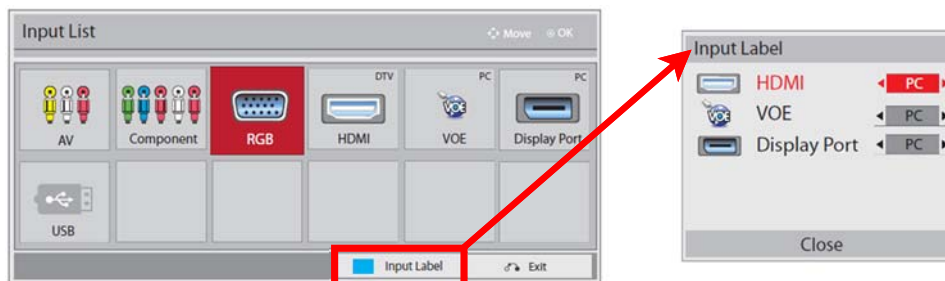 Input List
Move OK
AV
Component
RGB
DTV
HDMI
PC
VOE
PC
Display Port
USB
Input Label
Exit
Input Label
HDMI PC
VOE PC
Display Port PC
Close